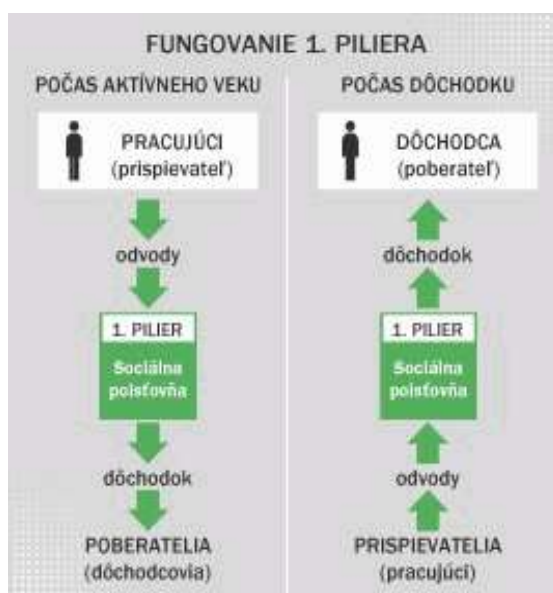 FUNGOVANIE 1. PILIERA
POČAS AKTÍVNEHO VEKU
PRACUJÚCI
(prispievateľ)
odvody
1. PILIER
Sociálna
poisťovňa
dôchodok
POBERATELIA
(dôchodcovia)
POČAS DÔCHODKU
DÔCHODCA
(poberateľ)
dôchodok
1. PILIER
Sociálna
poisťovňa
odvody
PRISPIEVATELIA
(pracujúci)